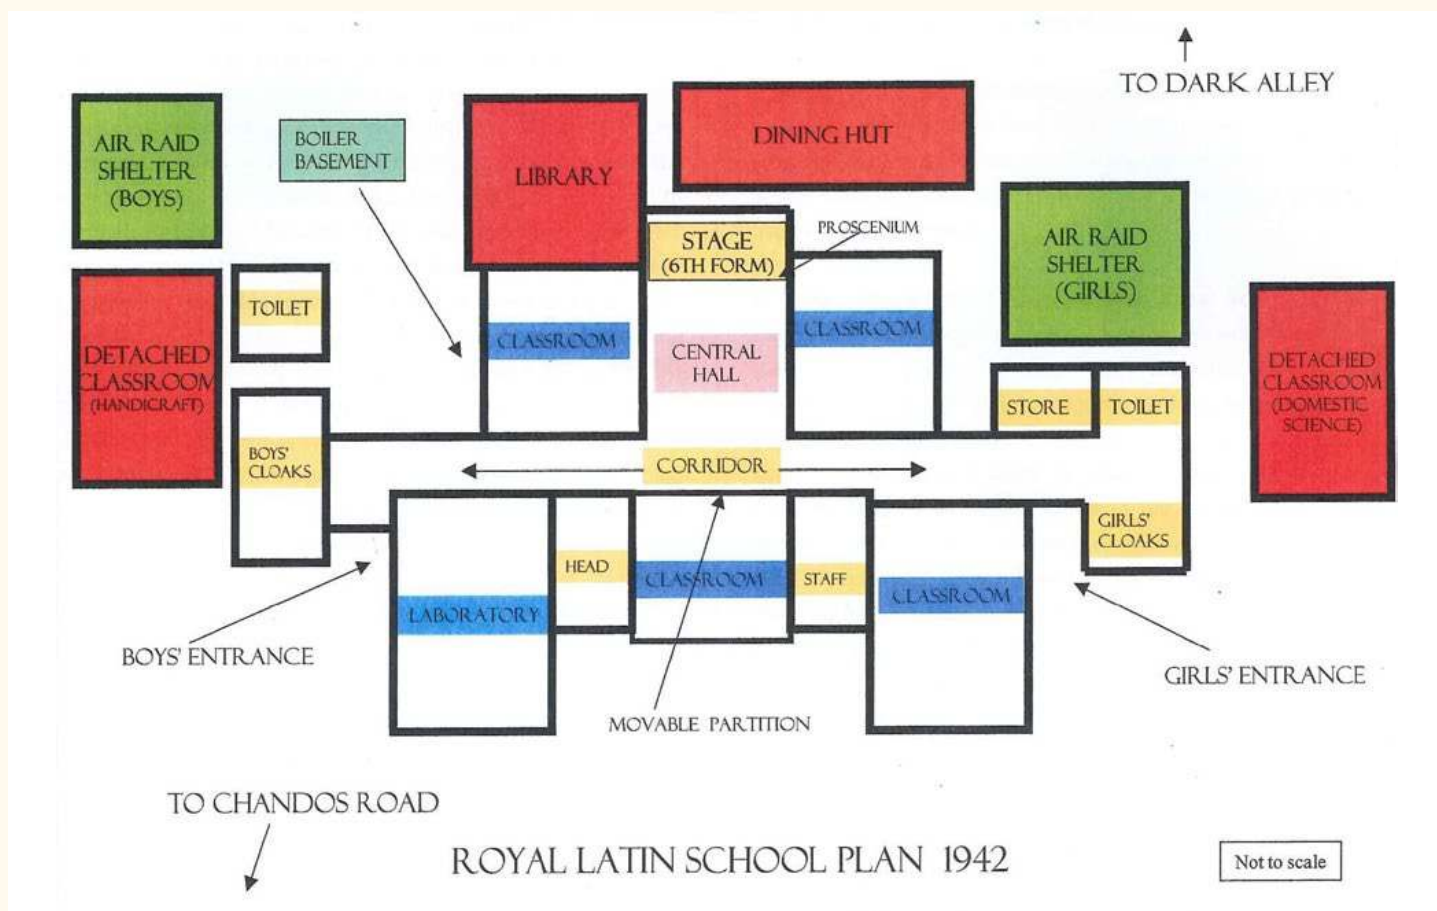 TO DARK ALLEY
AIR RAID
SHELTER
(BOYS)
BOILER
BASEMENT
LIBRARY
DINING HUT
STAGE
(6TH FORM)
PROSCENIUM
AIR RAID
SHELTER
(GIRLS)
TOILET
DETACHED
CLASSROOM
(HANDICRAFT)
CLASSROOM
CENTRAL
HALL
CLASSROOM
STORE
TOILET
DETACHED
CLASSROOM
(DOMESTIC
SCIENCE)
BOYS'
CLOAKS
CORRIDOR
GIRLS'
CLOAKS
HEAD
CLASSROOM
STAFF
CLASSROOM
LABORATORY
BOYS' ENTRANCE
GIRLS' ENTRANCE
MOVABLE PARTITION
TO CHANDOS ROAD
ROYAL LATIN SCHOOL PLAN 1942
Not to scale